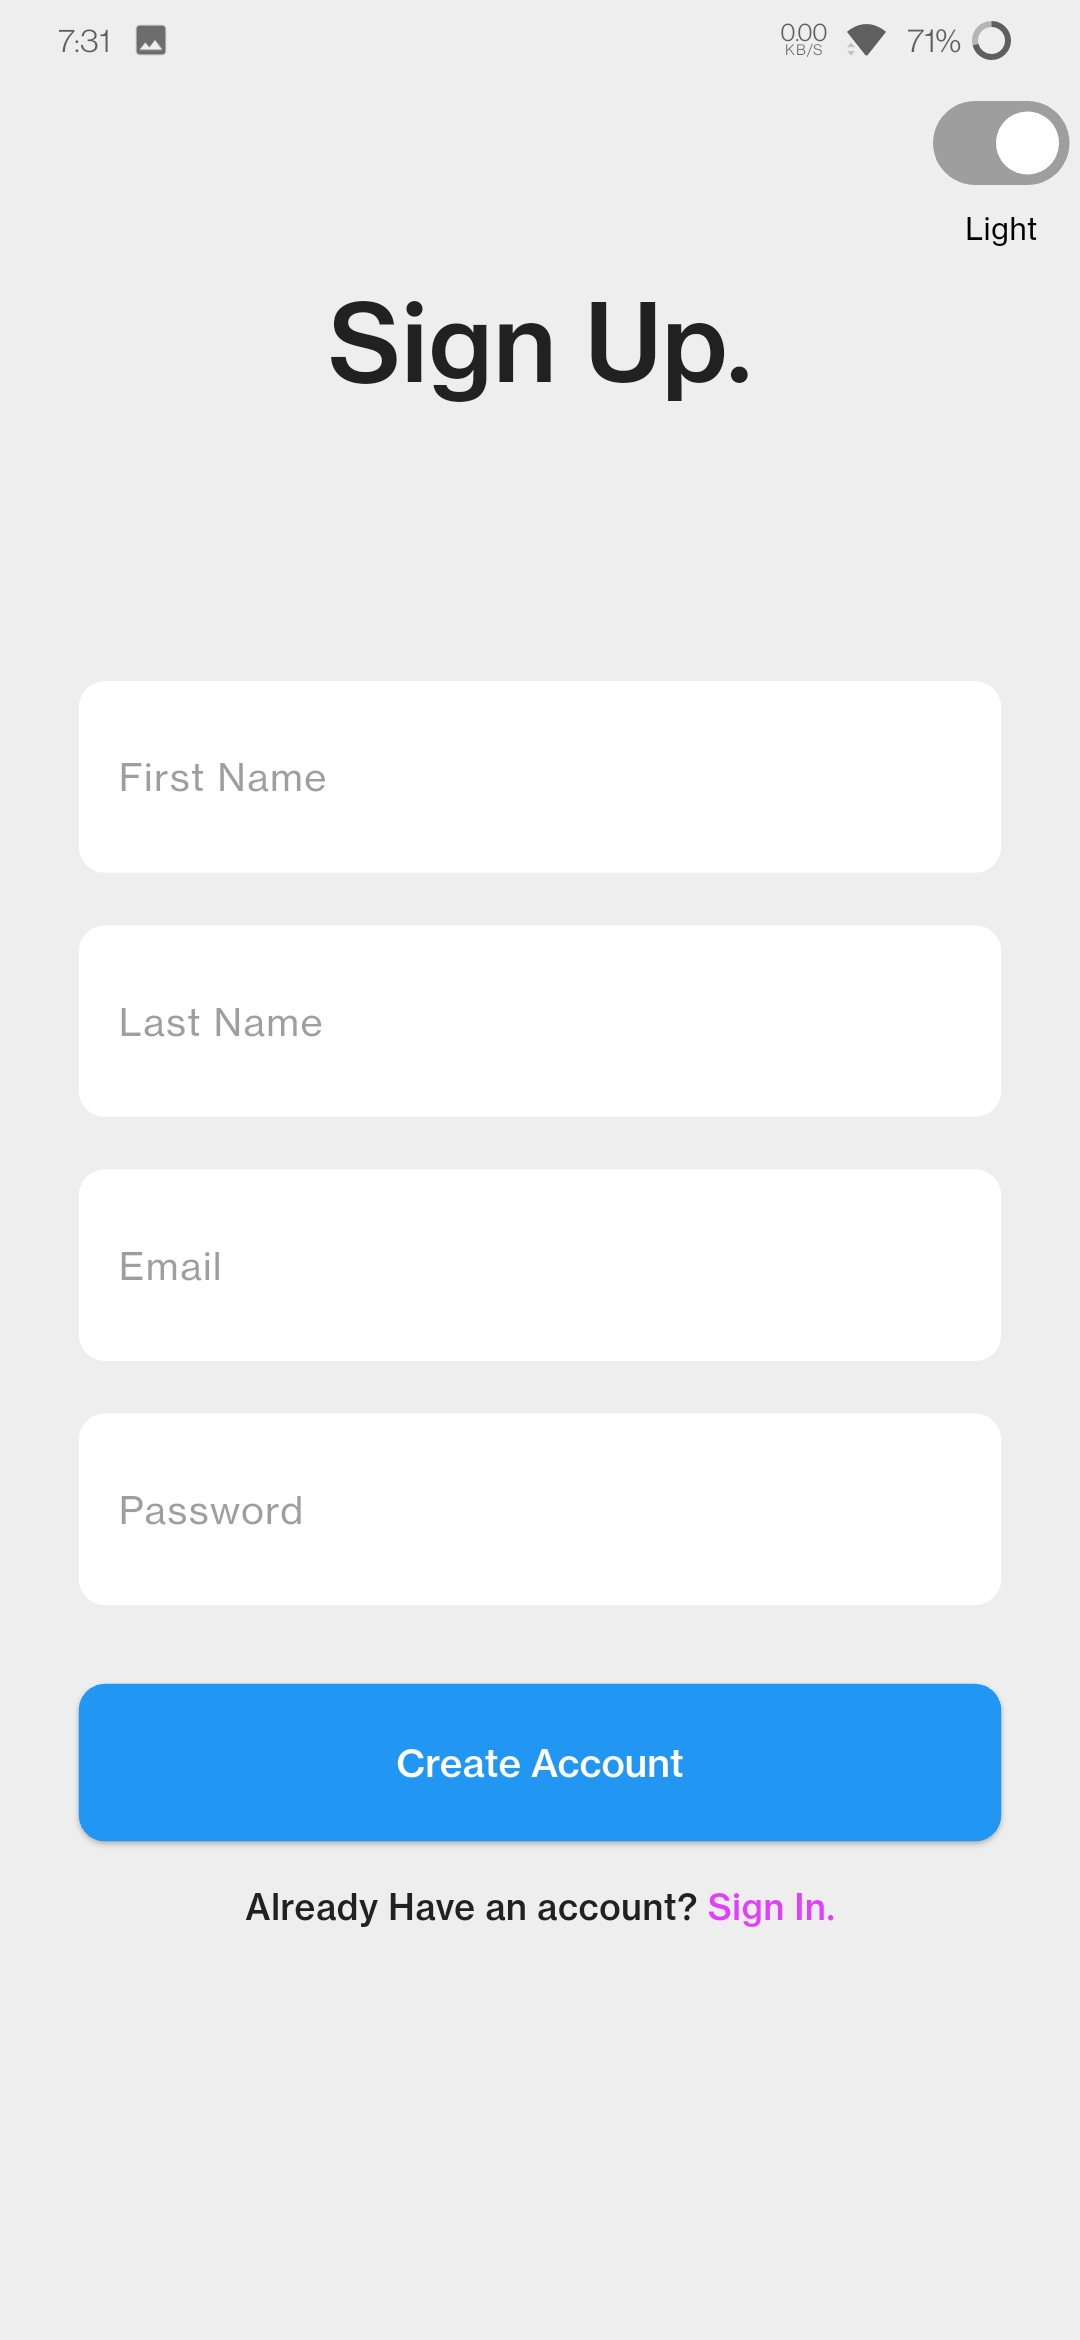 7:31 0.00 KB/S 71%
Light
Sign Up.
First Name
Last Name
Email
Password
Create Account
Already Have an account? Sign In.